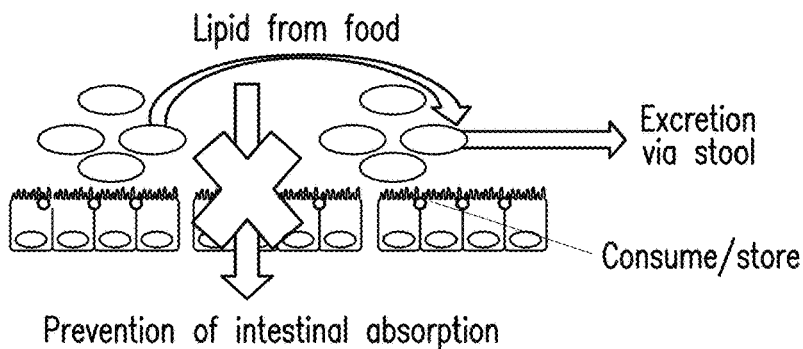 Lipid from food
Excretion
via stool
Consume/store
Prevention of intestinal absorption